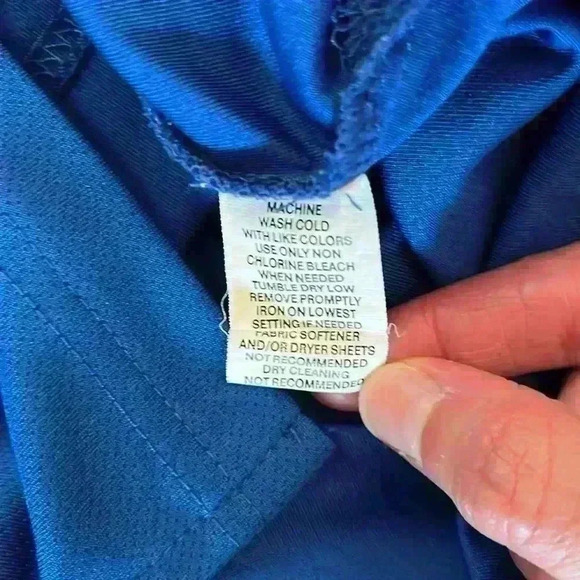 MACHINE
WASH COLD
WITH LIKE COLORS
USE ONLY NON
CHLORINE BLEACH
WHEN NEEDED
TUMBLE DRY LOW
REMOVE PROMPTLY
IRON ON LOWEST
SETTING IF NEEDED
FABRIC SOFTENER
AND/OR DRYER SHEETS
NOT RECOMMENDED
DRY CLEANING
NOT RECOMMENDED